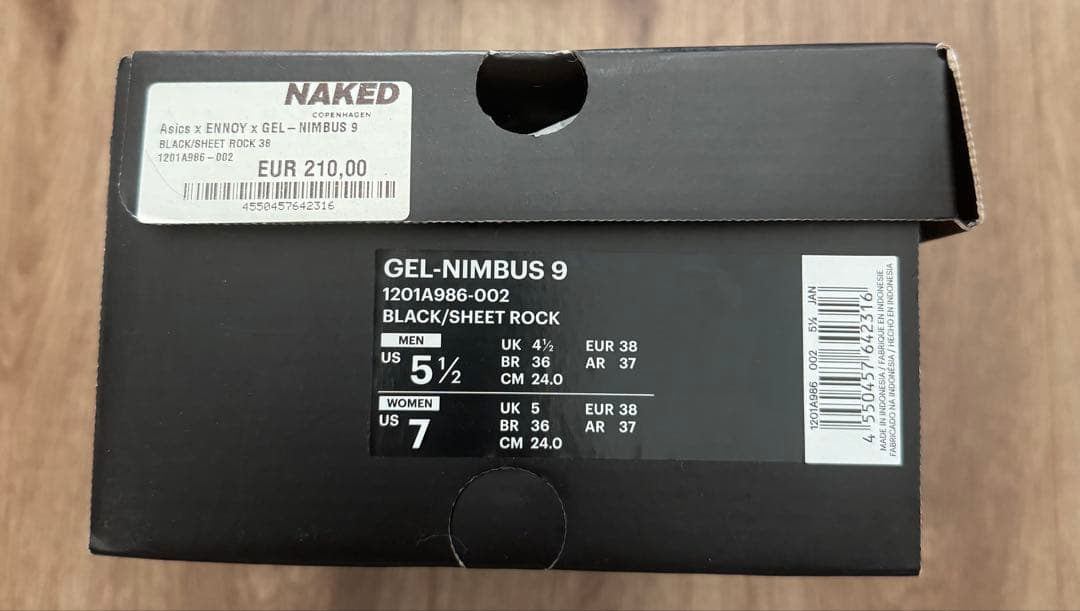 NAKED
COPENHAGEN
Asics x ENNOY x GEL-NIMBUS 9
BLACK/SHEET ROCK 38
1201A986-002
EUR 210,00
4550457642316
GEL-NIMBUS 9
1201A986-002
BLACK/SHEET ROCK
MEN
US 5½
UK 4½ EUR 38
BR 36 AR 37
CM 24.0
WOMEN
US 7
UK 5 EUR 38
BR 36 AR 37
CM 24.0
1201A986 002 5½ JAN
4 550457 642316
MADE IN INDONESIA / FABRIQUE EN INDONESIE
FABRICADO NA INDONÉSIA / HECHO EN INDONESIA